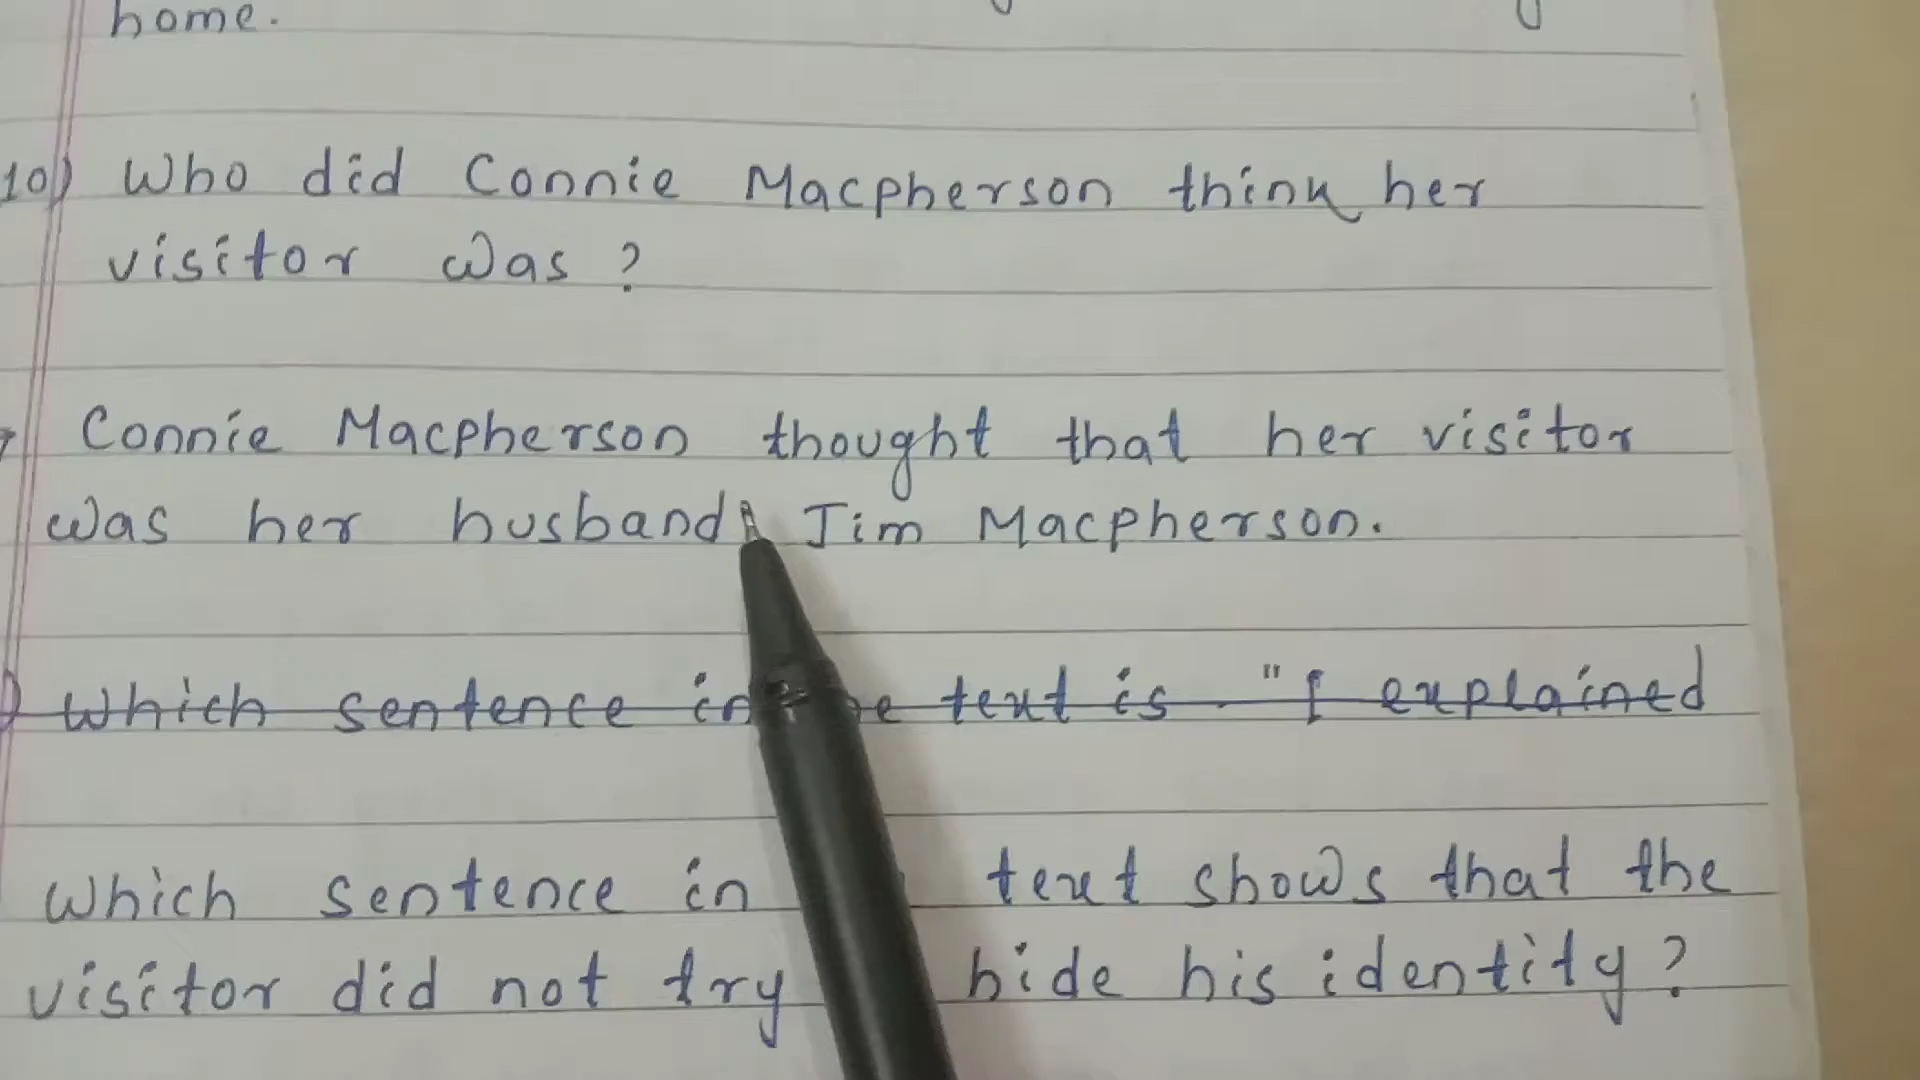 home.
10) Who did Connie Macpherson think her
visitor was ?
Connie Macpherson thought that her visitor
was her husband Jim Macpherson.
Which sentence in text is - "I explained
Which sentence in text shows that the
visitor did not try hide his identity?